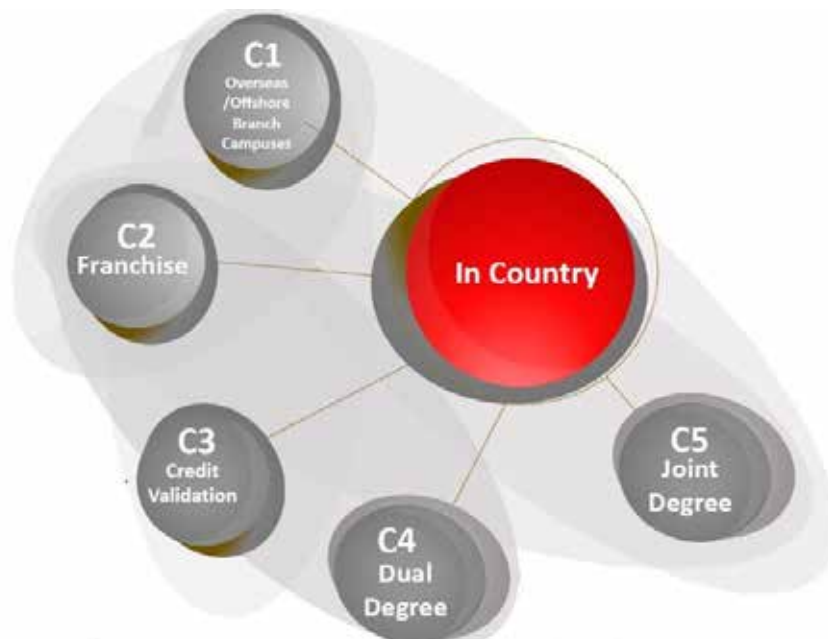 C1
Overseas
/Offshore
Branch
Campuses
C2
Franchise
In Country
C3
Credit
Validation
C4
Dual
Degree
C5
Joint
Degree